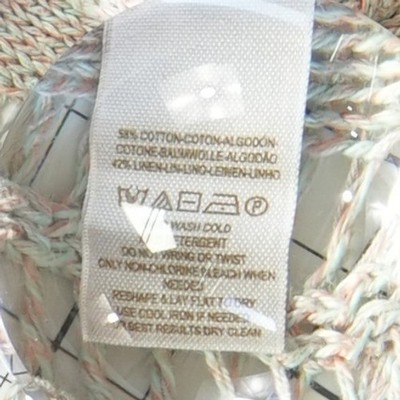 58% COTTON-COTON-ALGODÓN-
COTONE-BAUMWOLLE-ALGODÃO
42% LINEN-LIN-LINO-LEINEN-LINHO
P
WASH COLD
DO NOT WRING OR TWIST
ONLY NON-CHLORINE BLEACH WHEN
NEEDED
RESHAPE & LAY FLAT TO DRY
USE COOL IRON IF NEEDED
BEST RESULTS DRY CLEAN